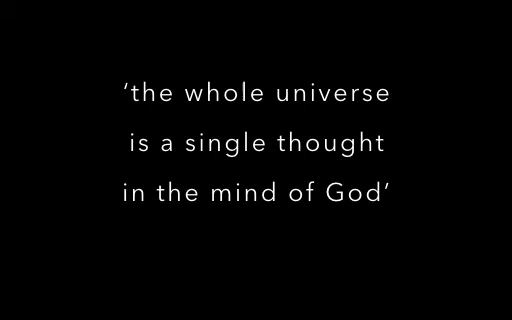 ‘the whole universe
is a single thought
in the mind of God’